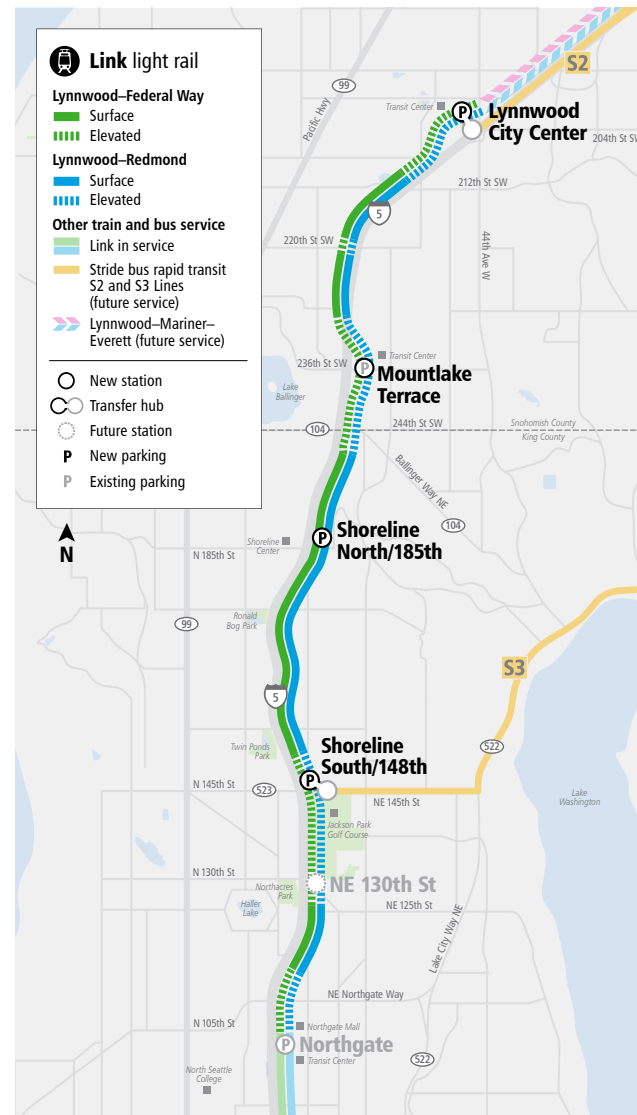 Link light rail
Lynnwood–Federal Way
Surface
Elevated
Lynnwood–Redmond
Surface
Elevated
Other train and bus service
Link in service
Stride bus rapid transit
S2 and S3 Lines
(future service)
Lynnwood–Mariner–
Everett (future service)
New station
Transfer hub
Future station
P New parking
P Existing parking
N
S2
99
Pacific Hwy
Transit Center
P
Lynnwood
City Center
204th St SW
212th St SW
5
220th St SW
44th Ave W
236th St SW
Transit Center
P
Mountlake
Terrace
Lake
Ballinger
104
244th St SW
Snohomish County
King County
Ballinger Way NE
104
Shoreline
Center
P
Shoreline
North/185th
N 185th St
99
Ronald
Bog Park
S3
5
522
Twin Ponds
Park
Shoreline
South/148th
P
N 145th St
523
NE 145th St
Lake
Washington
Jackson Park
Golf Course
N 130th St
Northacres
Park
NE 130th St
Haller
Lake
NE 125th St
Lake City Way NE
NE Northgate Way
N 105th St
Northgate Mall
P
Northgate
Transit Center
522
North Seattle
College